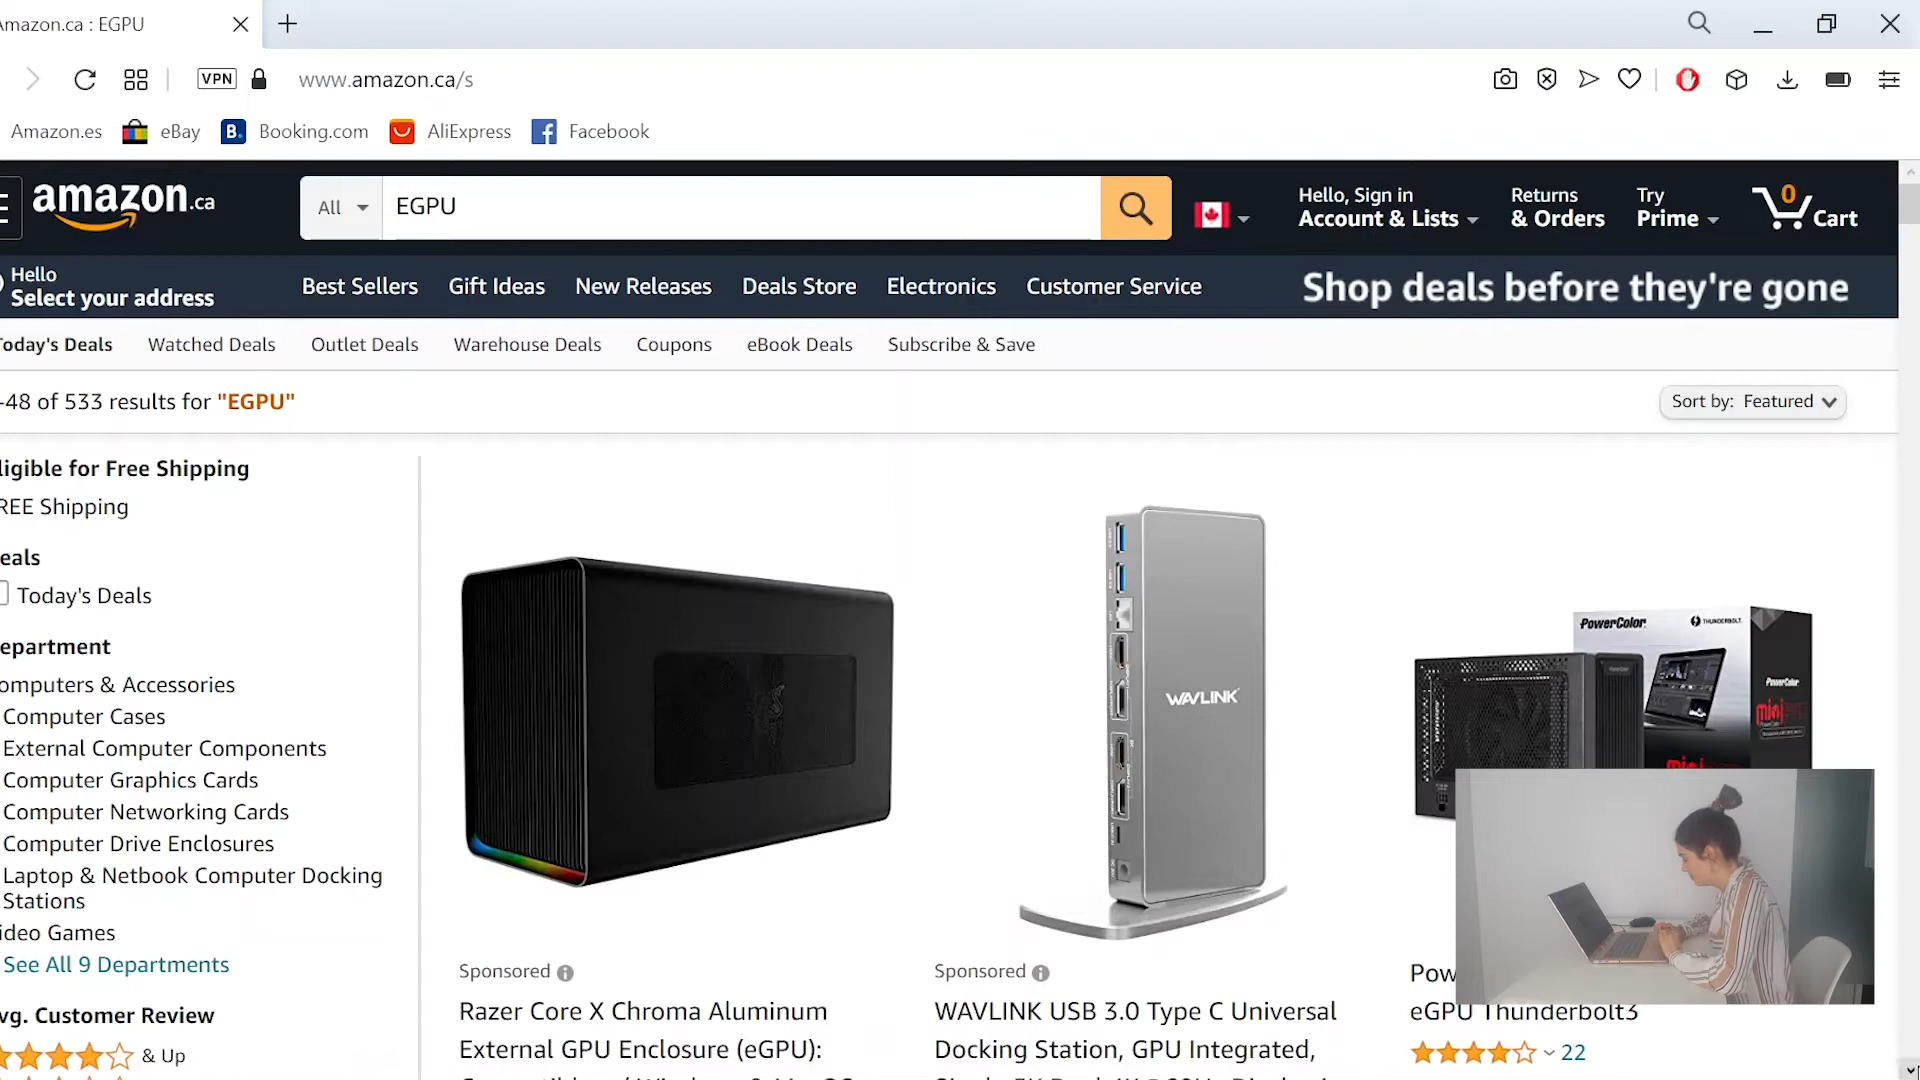 Amazon.ca : EGPU
VPN
www.amazon.ca/s
Amazon.es eBay B. Booking.com AliExpress Facebook
amazon.ca
All EGPU
Hello, Sign in
Account & Lists
Returns
& Orders
Try
Prime
0
Cart
Hello
Select your address
Best Sellers Gift Ideas New Releases Deals Store Electronics Customer Service
Shop deals before they're gone
Today's Deals Watched Deals Outlet Deals Warehouse Deals Coupons eBook Deals Subscribe & Save
-48 of 533 results for "EGPU"
Sort by: Featured
ligible for Free Shipping
REE Shipping
eals
Today's Deals
epartment
omputers & Accessories
Computer Cases
External Computer Components
Computer Graphics Cards
Computer Networking Cards
Computer Drive Enclosures
Laptop & Netbook Computer Docking
Stations
ideo Games
See All 9 Departments
vg. Customer Review
& Up
Sponsored
Razer Core X Chroma Aluminum
External GPU Enclosure (eGPU):
WAVLINK
Sponsored
WAVLINK USB 3.0 Type C Universal
Docking Station, GPU Integrated,
PowerColor
THUNDERBOLT
PowerColor
mini
Pow
eGPU Thunderbolt3
22